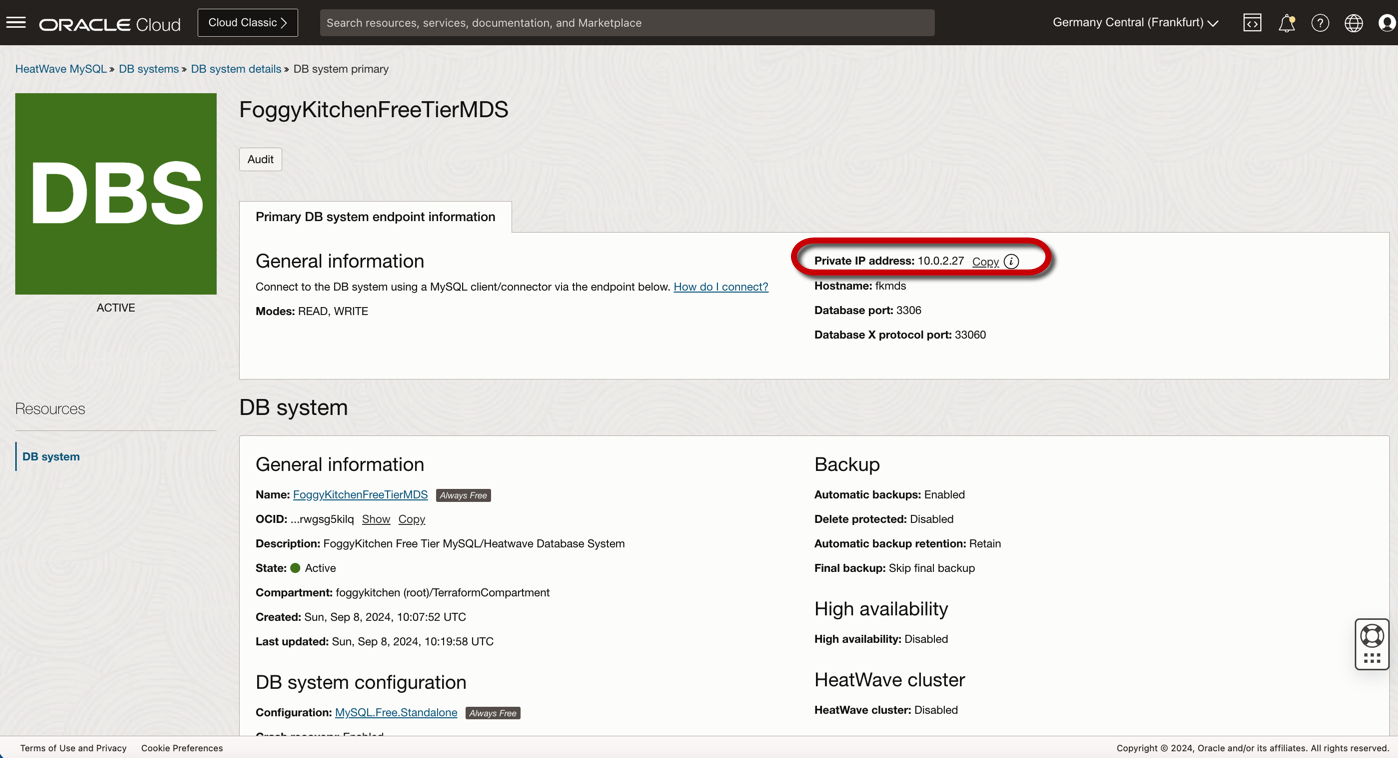 ORACLE Cloud
Cloud Classic
Search resources, services, documentation, and Marketplace
Germany Central (Frankfurt)
HeatWave MySQL » DB systems » DB system details » DB system primary
DBS
ACTIVE
FoggyKitchenFreeTierMDS
Audit
Primary DB system endpoint information
General information
Connect to the DB system using a MySQL client/connector via the endpoint below. How do I connect?
Modes: READ, WRITE
Private IP address: 10.0.2.27 Copy
Hostname: fkmds
Database port: 3306
Database X protocol port: 33060
Resources
DB system
DB system
General information
Name: FoggyKitchenFreeTierMDS Always Free
OCID: ...rwgsg5kilq Show Copy
Description: FoggyKitchen Free Tier MySQL/Heatwave Database System
State: Active
Compartment: foggykitchen (root)/TerraformCompartment
Created: Sun, Sep 8, 2024, 10:07:52 UTC
Last updated: Sun, Sep 8, 2024, 10:19:58 UTC
DB system configuration
Configuration: MySQL.Free.Standalone Always Free
Crash recovery: Enabled
Backup
Automatic backups: Enabled
Delete protected: Disabled
Automatic backup retention: Retain
Final backup: Skip final backup
High availability
High availability: Disabled
HeatWave cluster
HeatWave cluster: Disabled
Terms of Use and Privacy Cookie Preferences
Copyright © 2024, Oracle and/or its affiliates. All rights reserved.